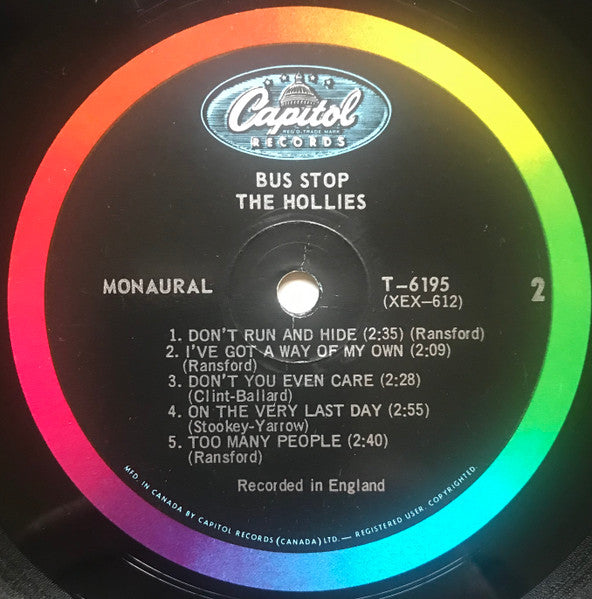 Capitol
REG'D. TRADE MARK
RECORDS
BUS STOP
THE HOLLIES
MONAURAL
T-6195
(XEX-612)
2
1. DON'T RUN AND HIDE (2:35) (Ransford)
2. I'VE GOT A WAY OF MY OWN (2:09)
(Ransford)
3. DON'T YOU EVEN CARE (2:28)
(Clint-Ballard)
4. ON THE VERY LAST DAY (2:55)
(Stookey-Yarrow)
5. TOO MANY PEOPLE (2:40)
(Ransford)
Recorded in England
MFD. IN CANADA BY CAPITOL RECORDS (CANADA) LTD. — REGISTERED USER. COPYRIGHTED.